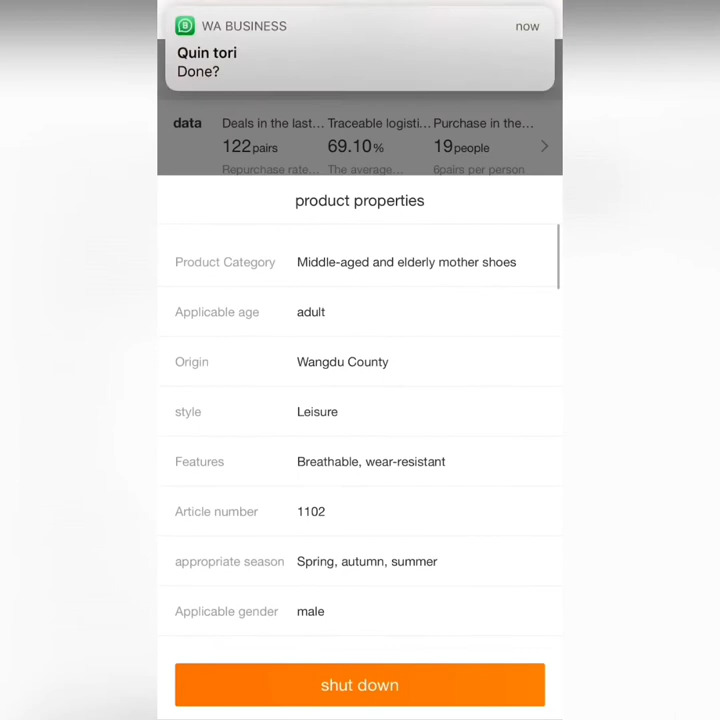 WA BUSINESS now
Quin tori
Done?
data Deals in the last... Traceable logisti... Purchase in the...
122pairs 69.10% 19people
Repurchase rate... The average... 6pairs per person
product properties
Product Category Middle-aged and elderly mother shoes
Applicable age adult
Origin Wangdu County
style Leisure
Features Breathable, wear-resistant
Article number 1102
appropriate season Spring, autumn, summer
Applicable gender male
shut down